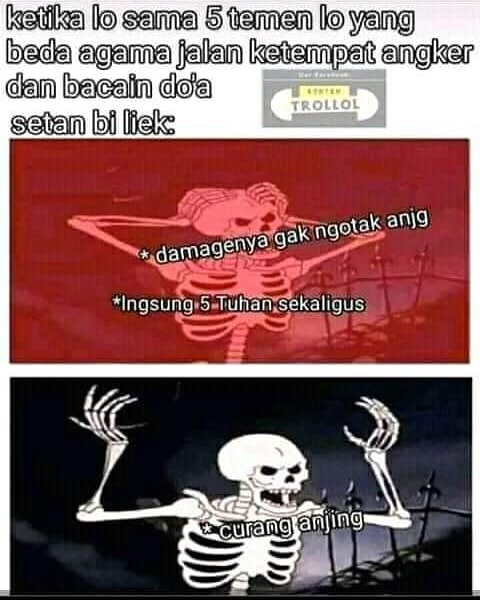 ketika lo sama 5 temen lo yang
beda agama jalan ketempat angker
dan bacain do'a
setan bi liek:
TROLLOL
* damagenya gak ngotak anjg
*Ingsung 5 Tuhan sekaligus
* curang anjing